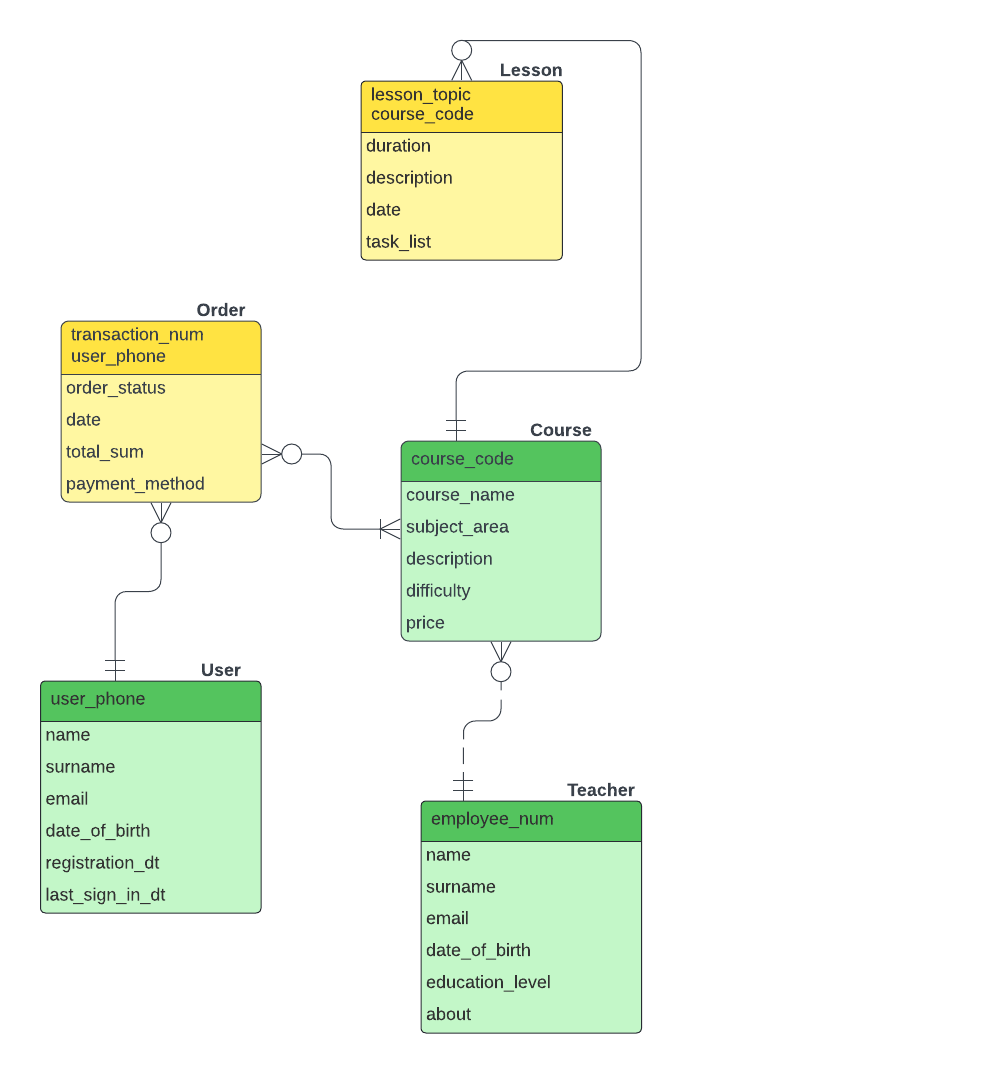 Lesson
lesson_topic
course_code
duration
description
date
task_list
Order
transaction_num
user_phone
order_status
date
total_sum
payment_method
Course
course_code
course_name
subject_area
description
difficulty
price
User
user_phone
name
surname
email
date_of_birth
registration_dt
last_sign_in_dt
Teacher
employee_num
name
surname
email
date_of_birth
education_level
about